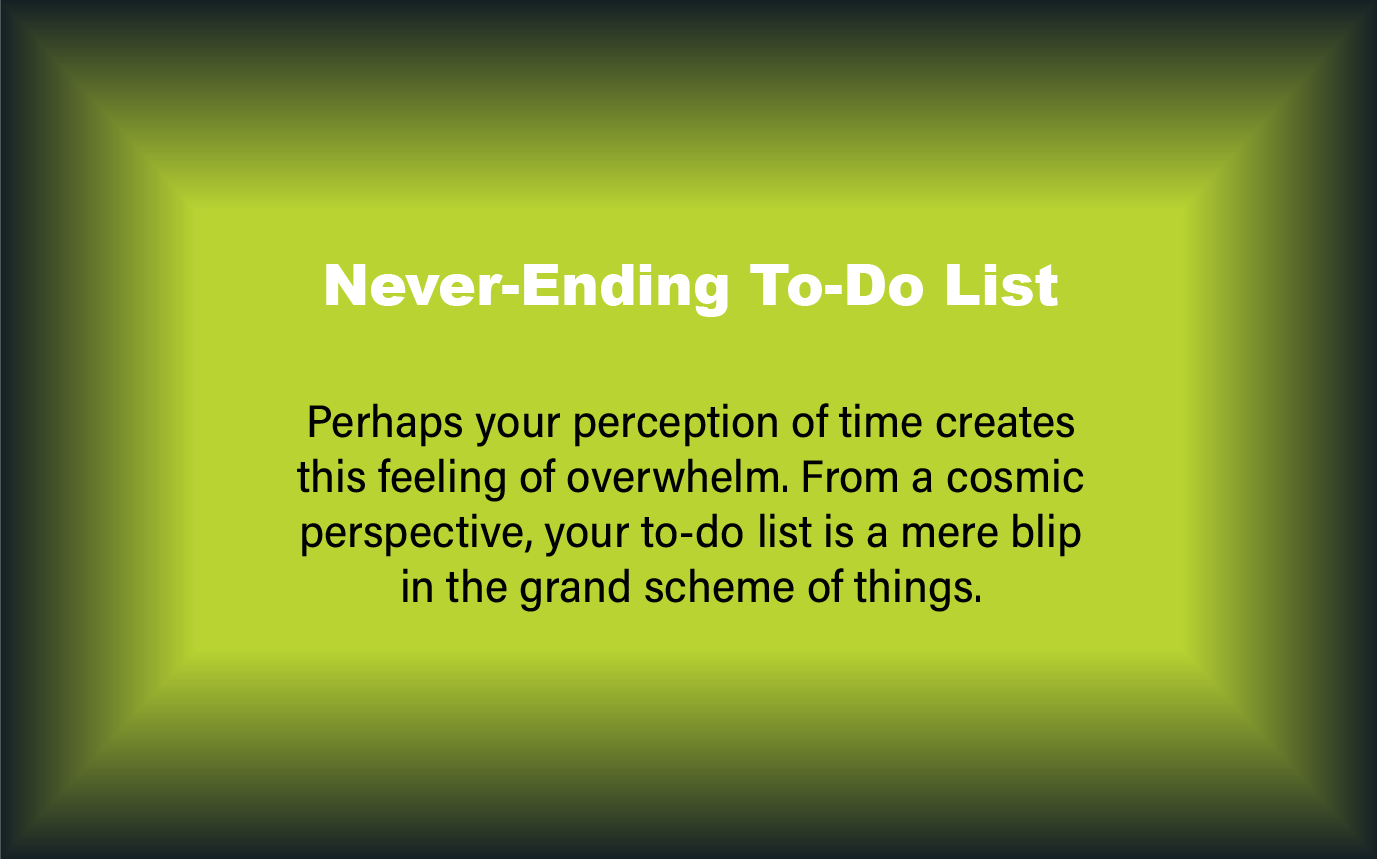 Never-Ending To-Do List
Perhaps your perception of time creates
this feeling of overwhelm. From a cosmic
perspective, your to-do list is a mere blip
in the grand scheme of things.